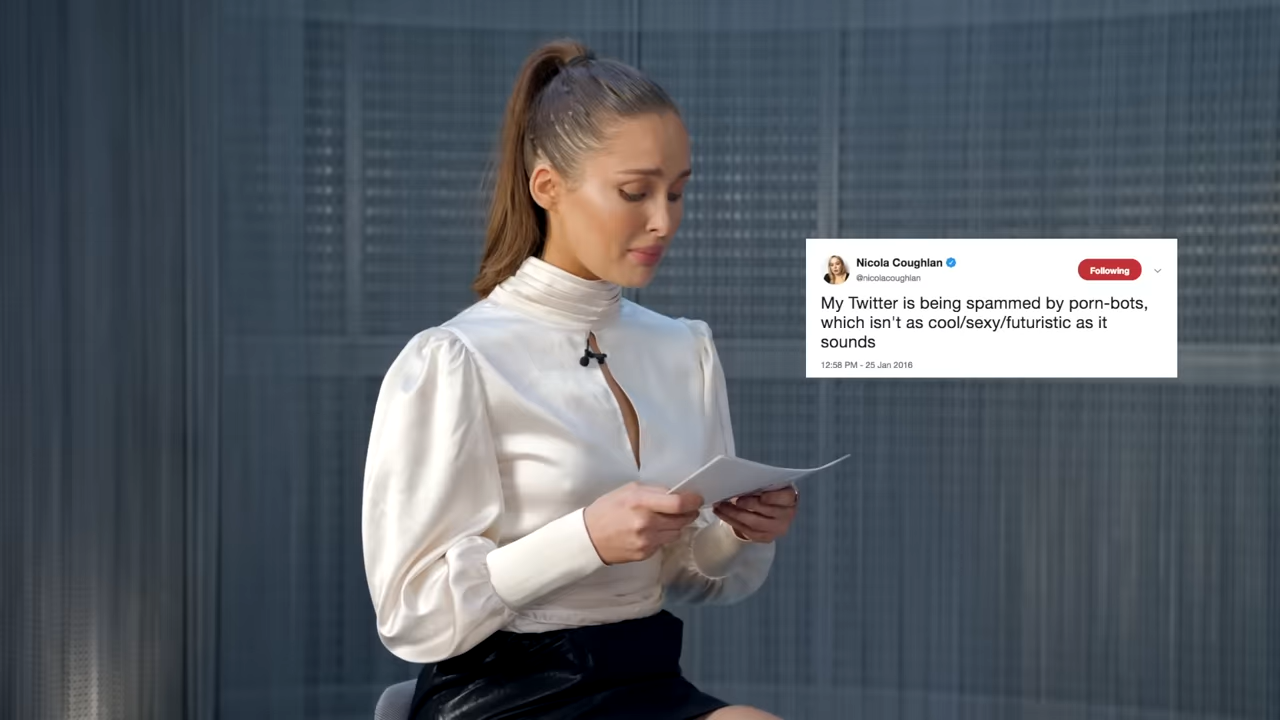 Nicola Coughlan
Following
@nicolacoughlan
My Twitter is being spammed by porn-bots,
which isn't as cool/sexy/futuristic as it
sounds
12:58 PM - 25 Jan 2016